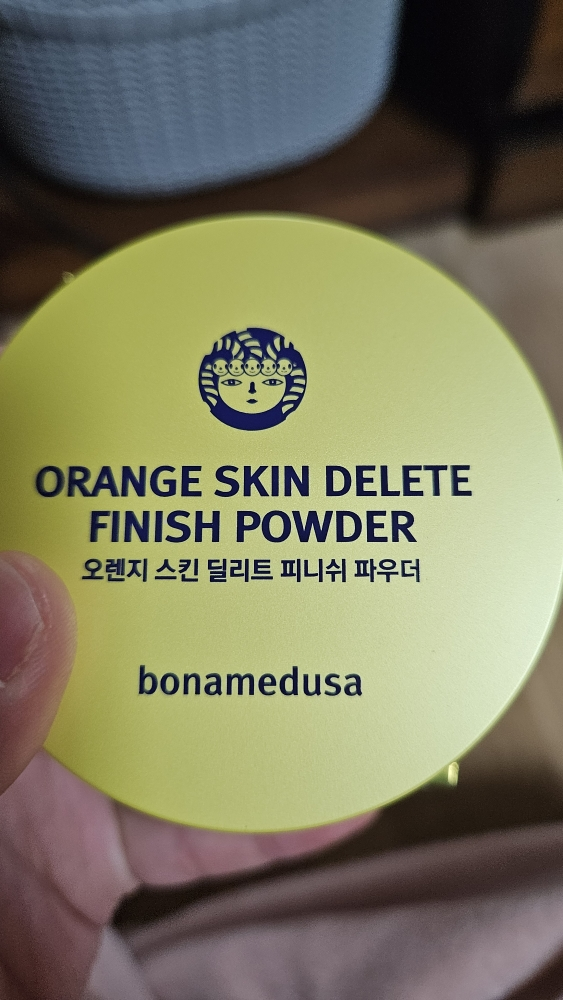 ORANGE SKIN DELETE
FINISH POWDER
오렌지 스킨 딜리트 피니쉬 파우더
bonamedusa